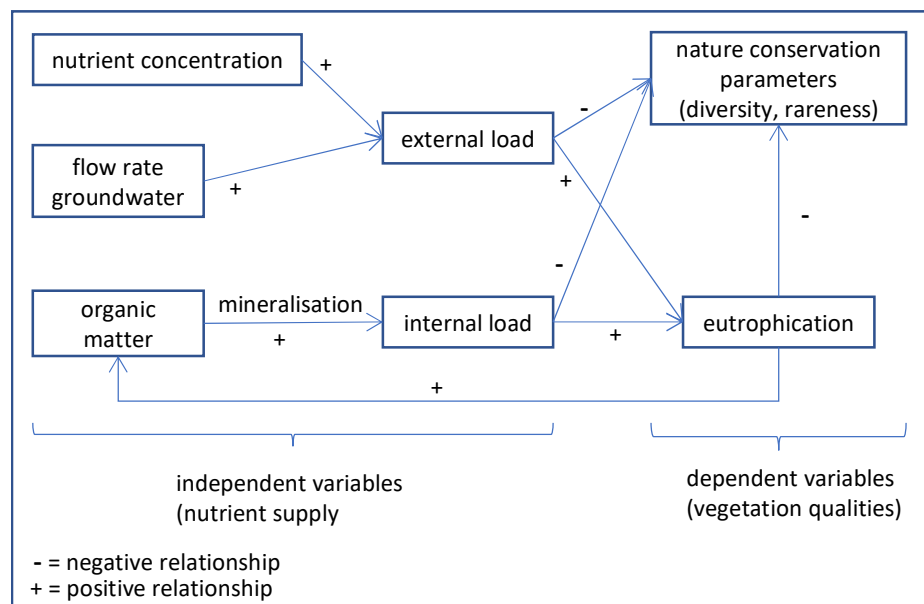 nutrient concentration
+
flow rate
groundwater
+
external load
-
+
nature conservation
parameters
(diversity, rareness)
-
-
organic
matter
mineralisation
+
internal load
+
eutrophication
+
independent variables
(nutrient supply
dependent variables
(vegetation qualities)
- = negative relationship
+ = positive relationship